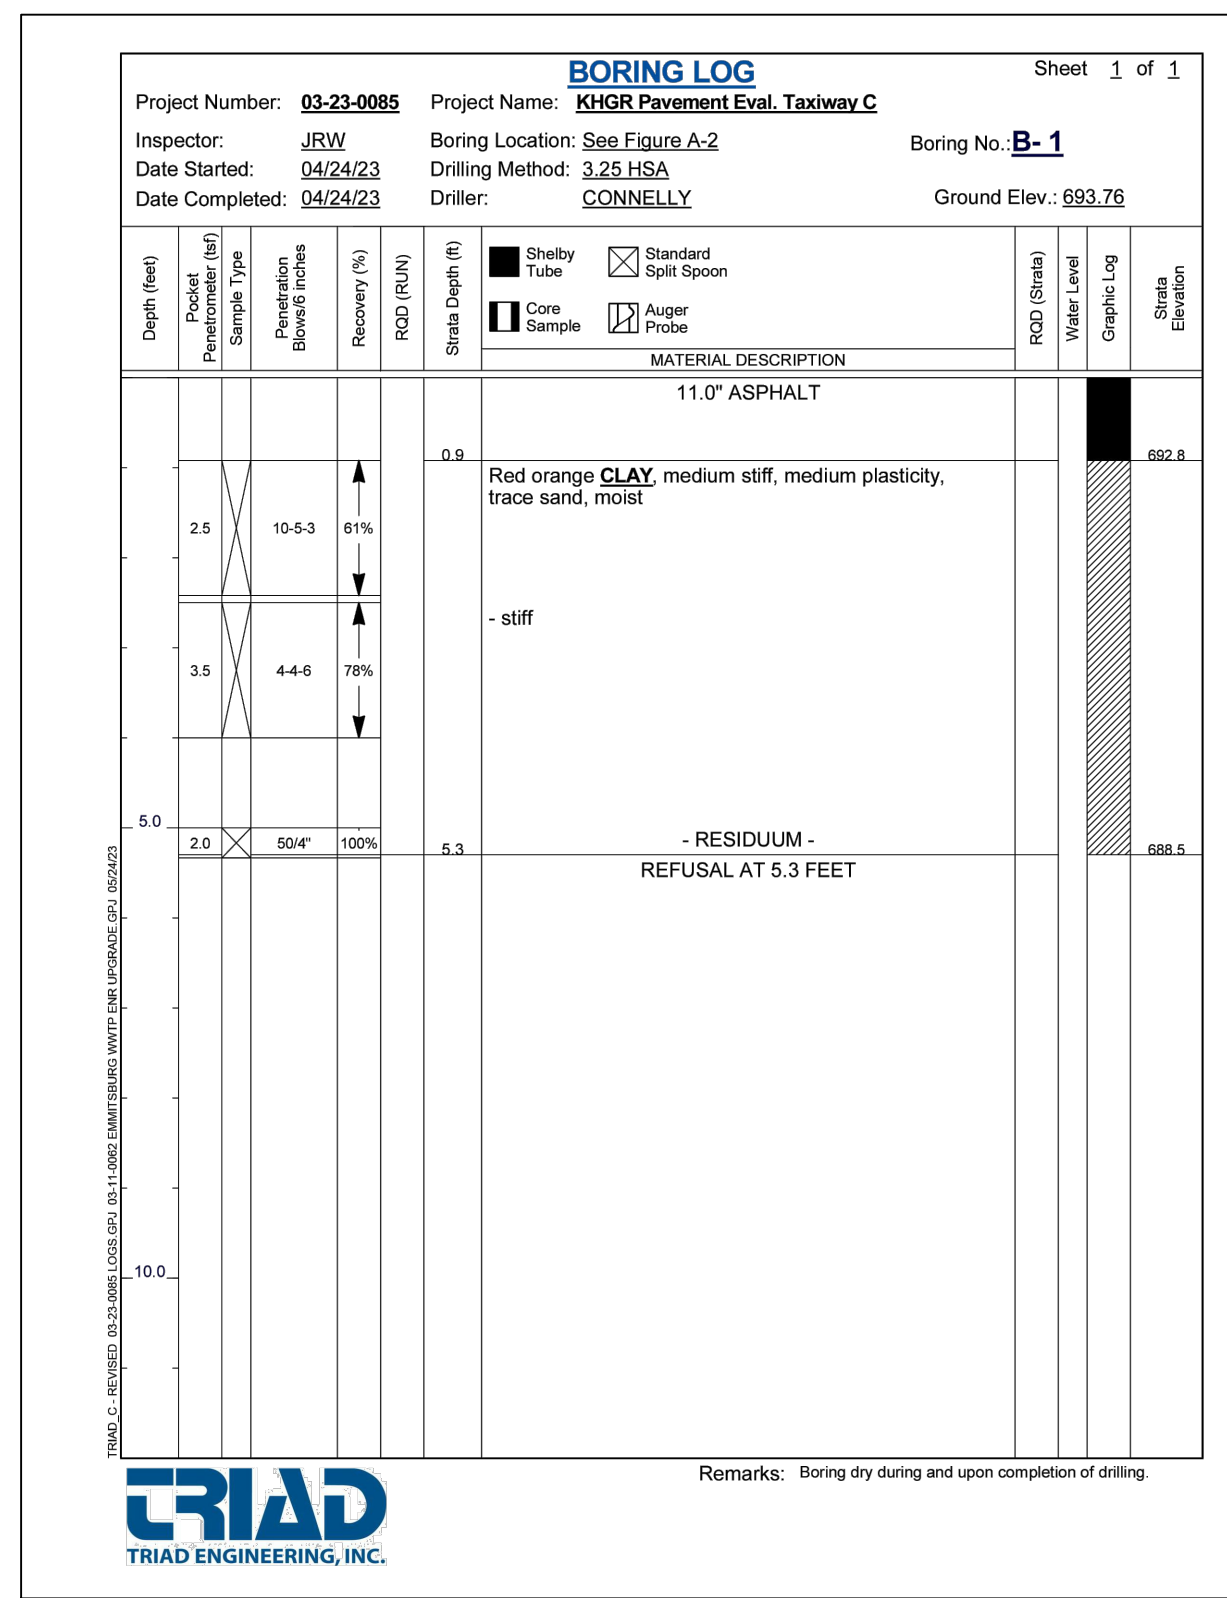 BORING LOG
Sheet 1 of 1
Project Number: 03-23-0085 Project Name: KHGR Pavement Eval. Taxiway C
Inspector: JRW Boring Location: See Figure A-2 Boring No.: B- 1
Date Started: 04/24/23 Drilling Method: 3.25 HSA
Date Completed: 04/24/23 Driller: CONNELLY Ground Elev.: 693.76
Depth (feet)
Pocket
Penetrometer (tsf)
Sample Type
Penetration
Blows/6 inches
Recovery (%)
RQD (RUN)
Strata Depth (ft)
Shelby
Tube
Standard
Split Spoon
Core
Sample
Auger
Probe
MATERIAL DESCRIPTION
RQD (Strata)
Water Level
Graphic Log
Strata
Elevation
11.0" ASPHALT
0.9 692.8
Red orange CLAY, medium stiff, medium plasticity,
trace sand, moist
2.5 10-5-3 61%
- stiff
3.5 4-4-6 78%
5.0
2.0 50/4" 100% 5.3 - RESIDUUM - 688.5
REFUSAL AT 5.3 FEET
10.0
TRIAD_C - REVISED 03-23-0085 LOGS.GPJ 03-11-0062 EMMITSBURG WWTP ENR UPGRADE.GPJ 05/24/23
Remarks: Boring dry during and upon completion of drilling.
TRIAD
TRIAD ENGINEERING, INC.